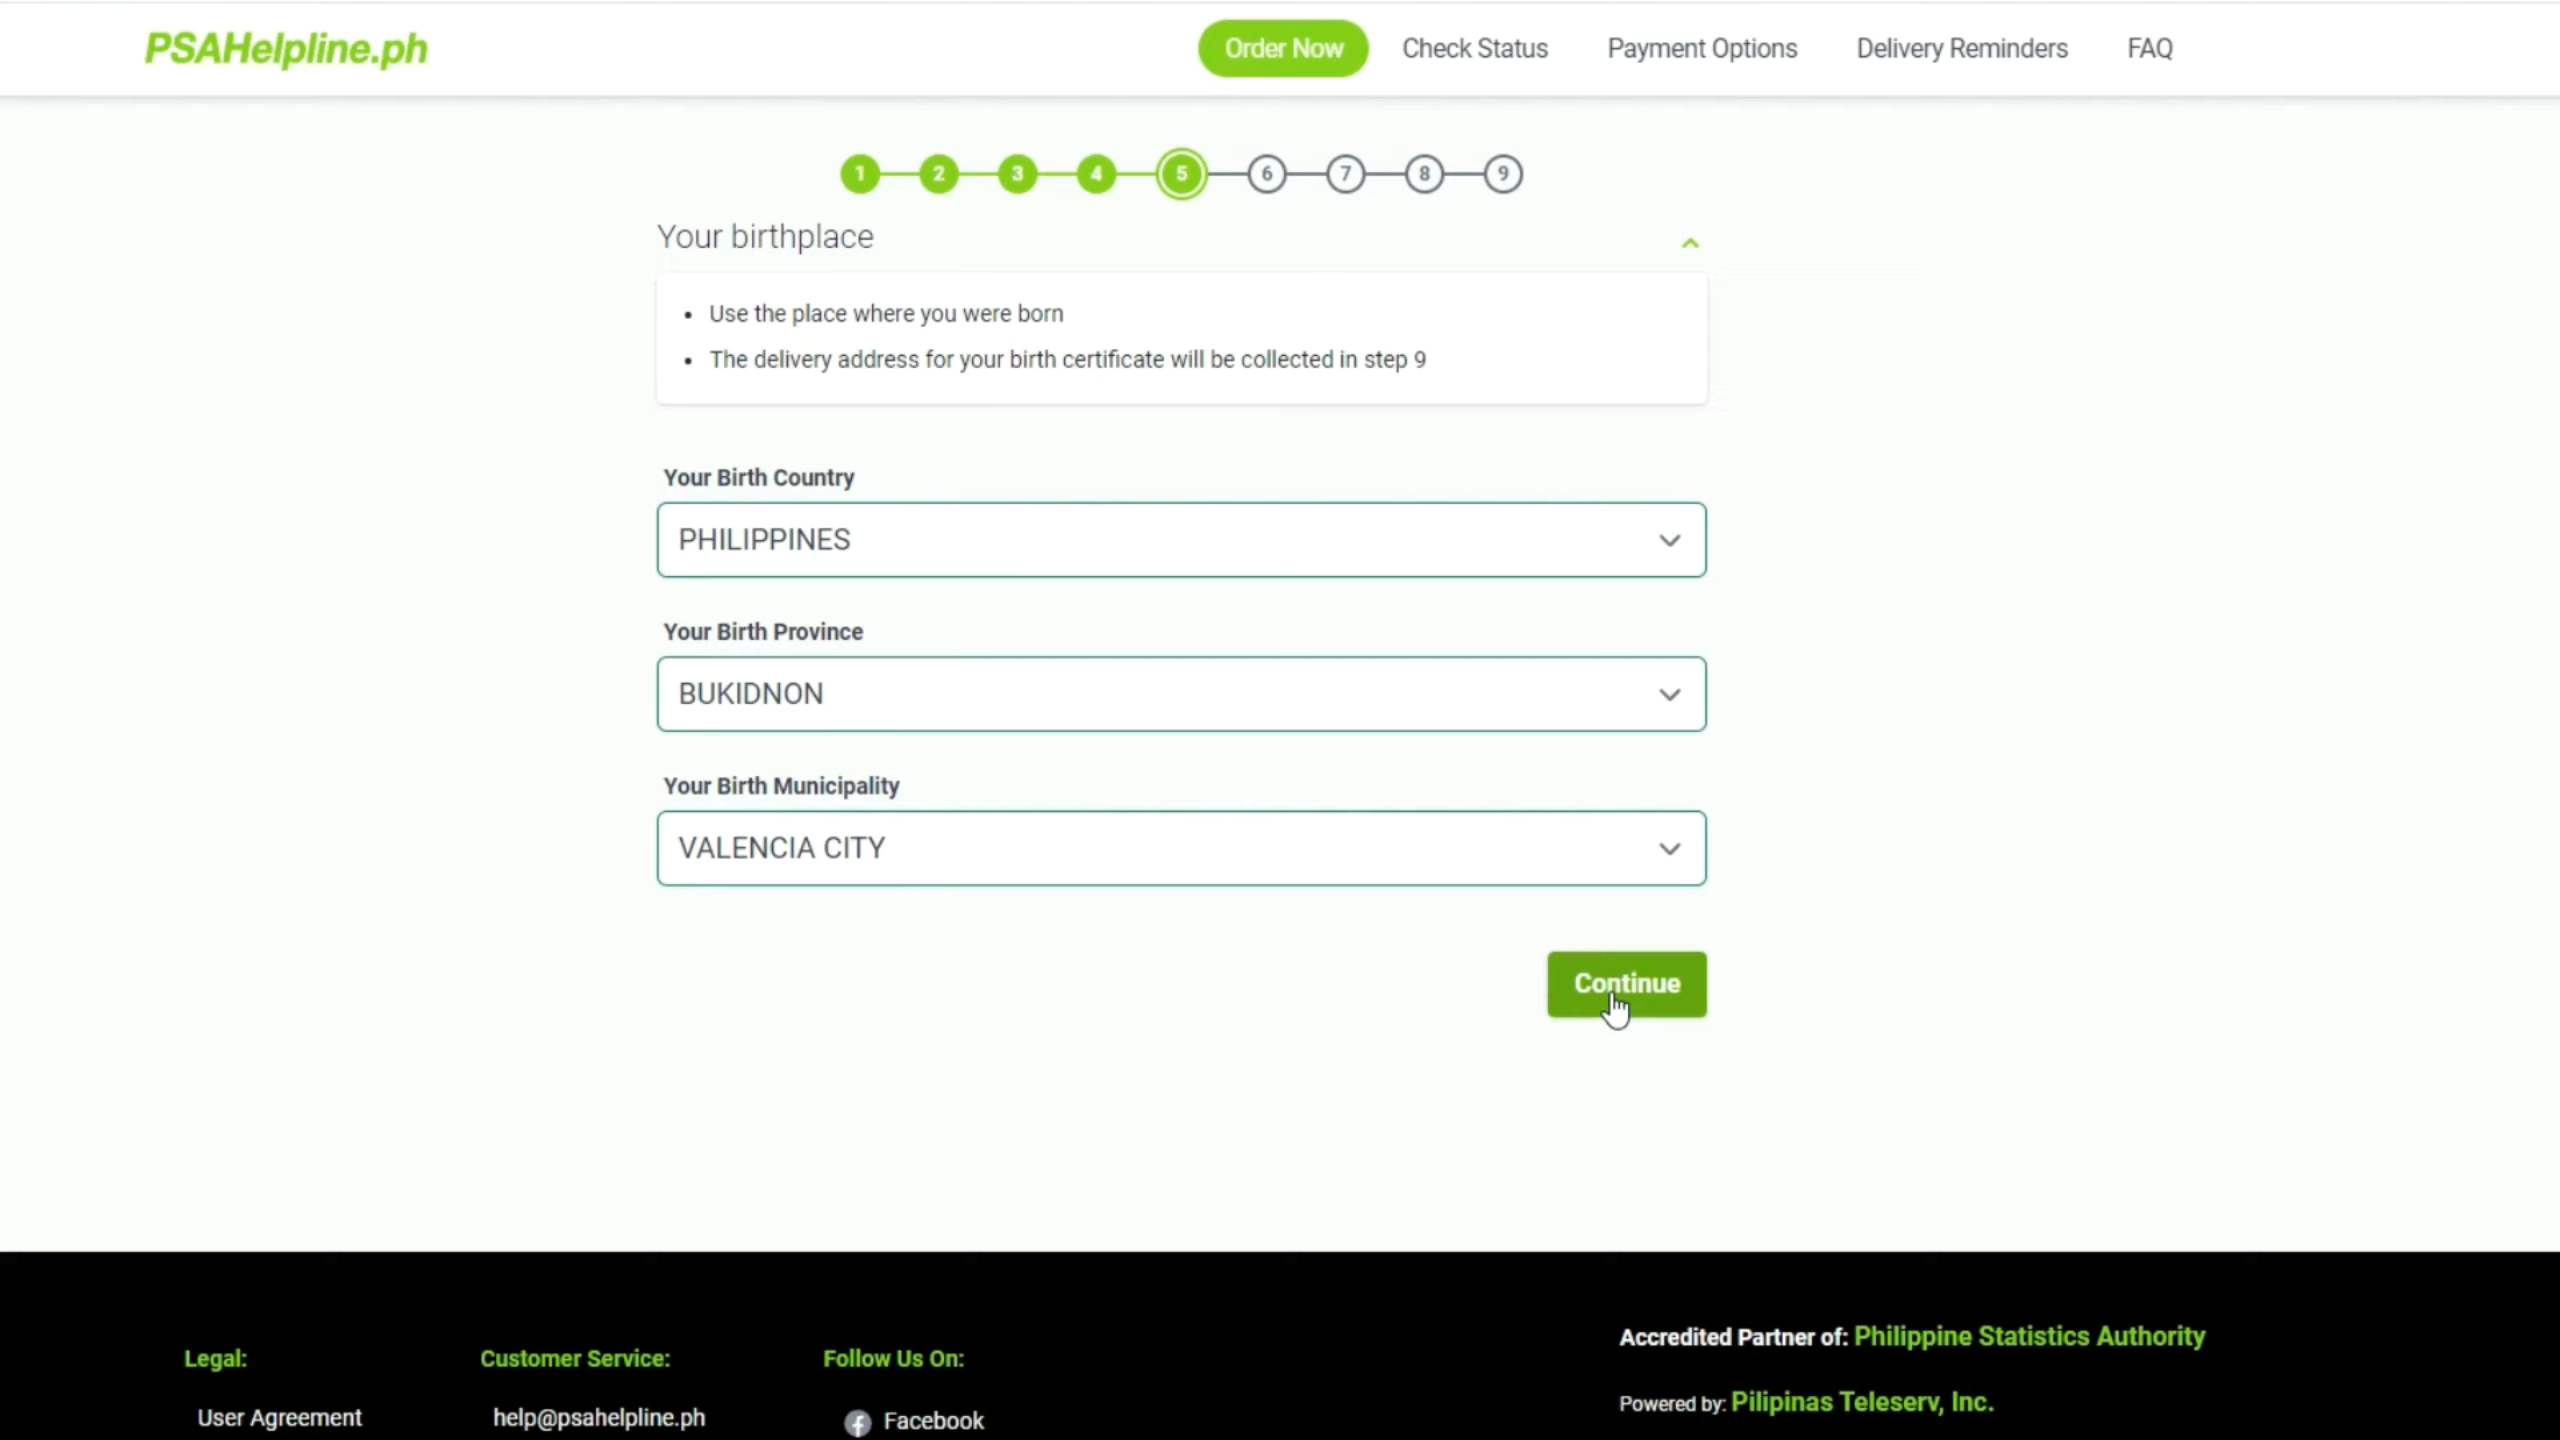 PSAHelpline.ph
Order Now
Check Status
Payment Options
Delivery Reminders
FAQ
1 2 3 4 5 6 7 8 9
Your birthplace
• Use the place where you were born
• The delivery address for your birth certificate will be collected in step 9
Your Birth Country
PHILIPPINES
Your Birth Province
BUKIDNON
Your Birth Municipality
VALENCIA CITY
Continue
Legal:
User Agreement
Customer Service:
help@psahelpline.ph
Follow Us On:
Facebook
Accredited Partner of: Philippine Statistics Authority
Powered by: Pilipinas Teleserv, Inc.